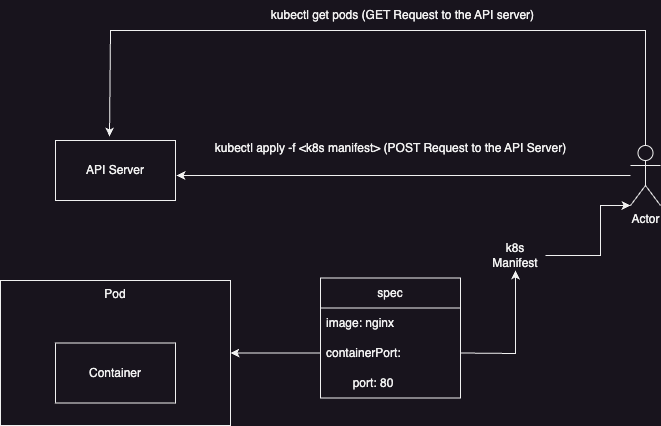 kubectl get pods (GET Request to the API server)
kubectl apply -f <k8s manifest> (POST Request to the API Server)
API Server
Actor
k8s
Manifest
Pod
Container
spec
image: nginx
containerPort:
port: 80